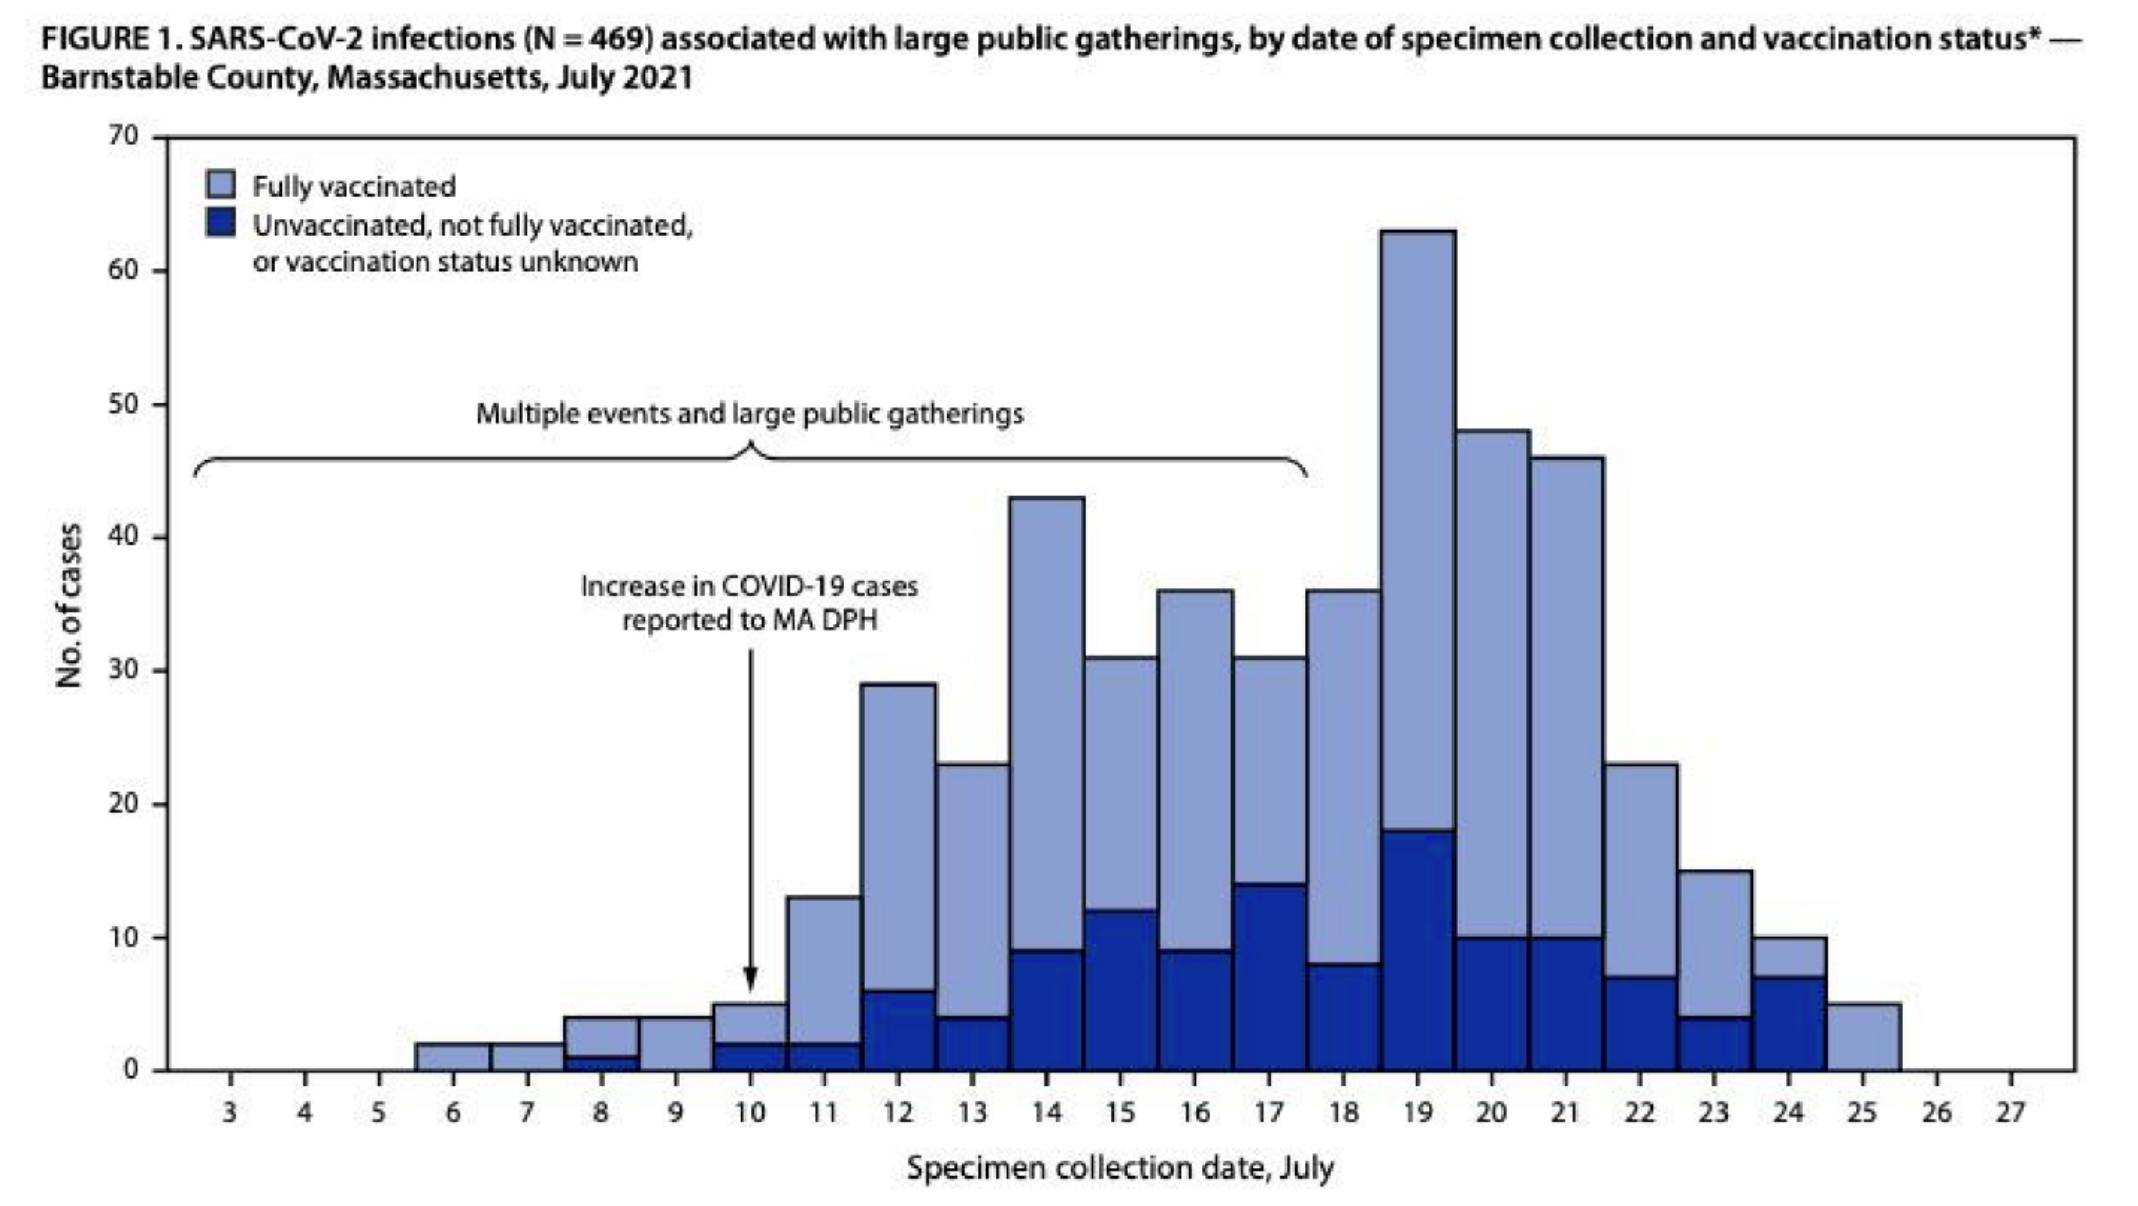 FIGURE 1. SARS-CoV-2 infections (N = 469) associated with large public gatherings, by date of specimen collection and vaccination status* —
Barnstable County, Massachusetts, July 2021
70
60
50
40
30
20
10
0
No. of cases
Fully vaccinated
Unvaccinated, not fully vaccinated,
or vaccination status unknown
Multiple events and large public gatherings
Increase in COVID-19 cases
reported to MA DPH
3 4 5 6 7 8 9 10 11 12 13 14 15 16 17 18 19 20 21 22 23 24 25 26 27
Specimen collection date, July